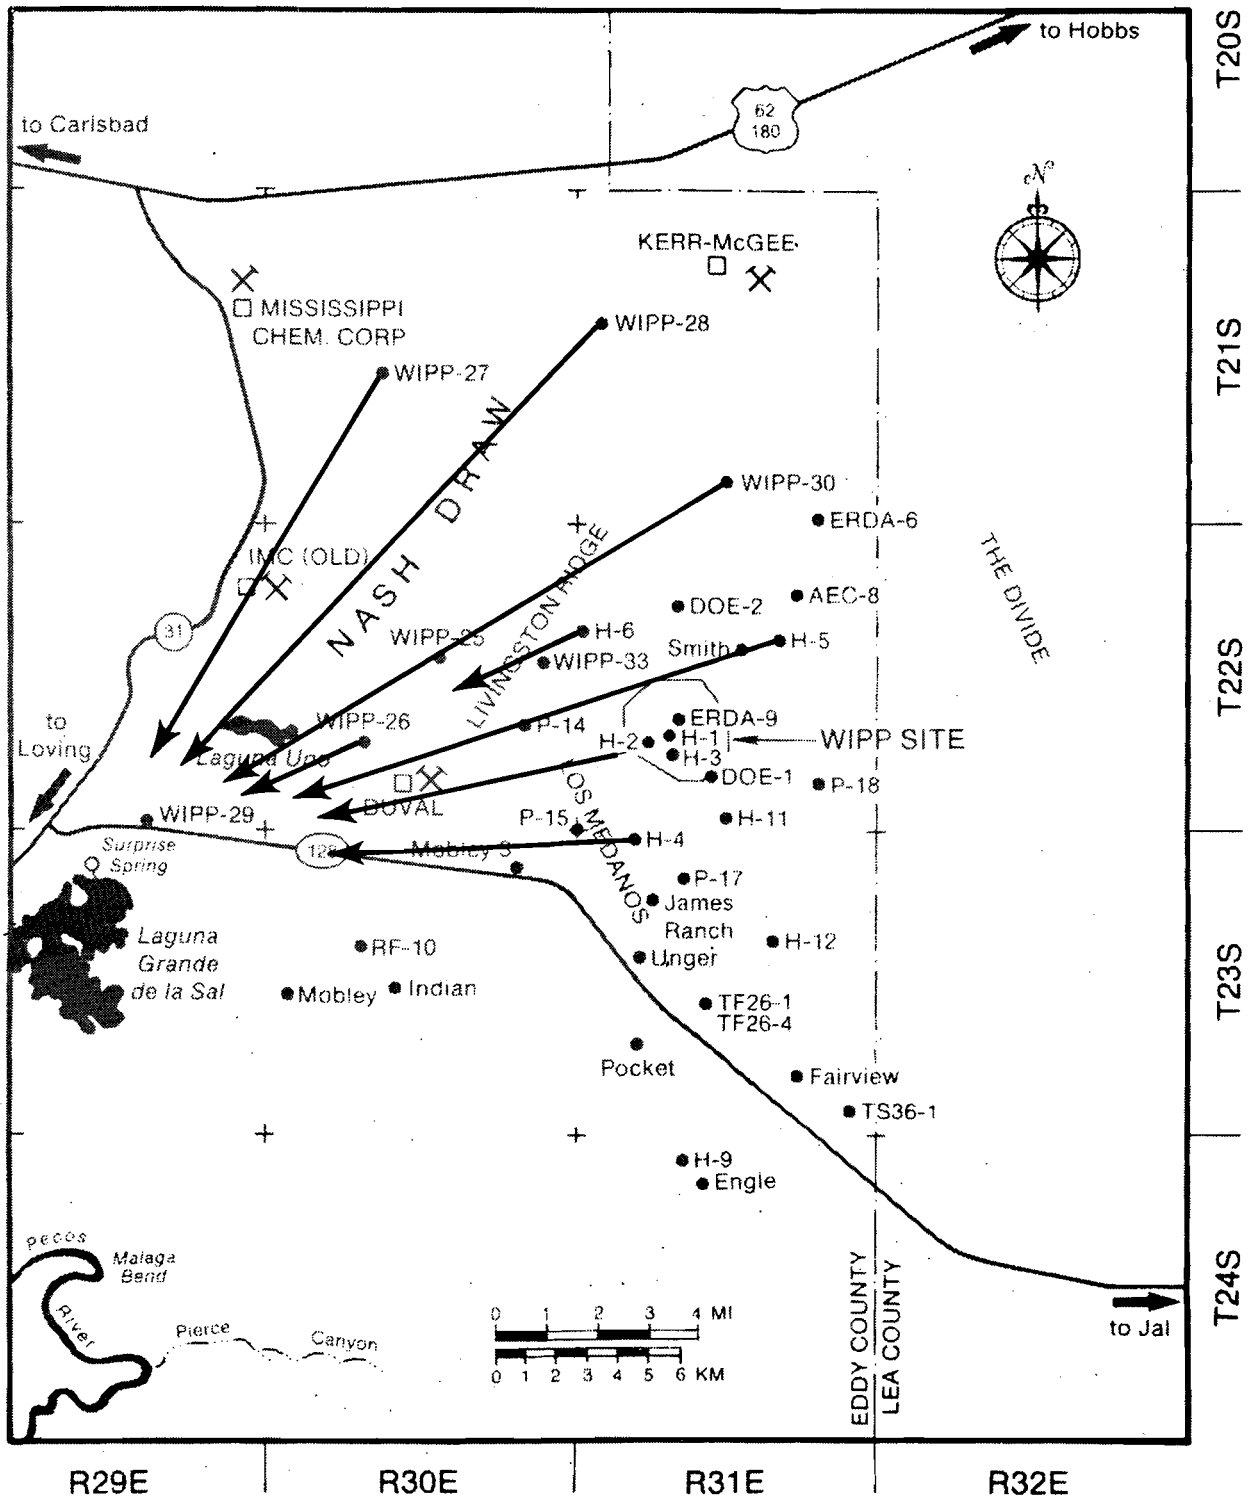 to Hobbs
T20S
62
180
to Carlsbad
N
KERR-McGEE
MISSISSIPPI
CHEM. CORP
WIPP-28
T21S
WIPP-27
NASH DRAW
WIPP-30
ERDA-6
IMC (OLD)
LIVINGSTON RIDGE
THE DIVIDE
AEC-8
DOE-2
31
WIPP-25
H-6
H-5
Smith
WIPP-33
T22S
to
Loving
WIPP-26
P-14
ERDA-9
H-1
H-2
WIPP SITE
H-3
Laguna Uno
DOE-1
P-18
DUVAL
LOS MEDANOS
WIPP-29
P-15
H-11
H-4
Surprise
Spring
128
Mobley 3
P-17
James
Ranch
Laguna
Grande
de la Sal
RF-10
H-12
Unger
T23S
Mobley
Indian
TF26-1
TF26-4
Pocket
Fairview
TS36-1
H-9
Engle
Pecos
River
Malaga
Bend
T24S
EDDY COUNTY
LEA COUNTY
0 1 2 3 4 MI
to Jal
Pierce Canyon
0 1 2 3 4 5 6 KM
R29E R30E R31E R32E